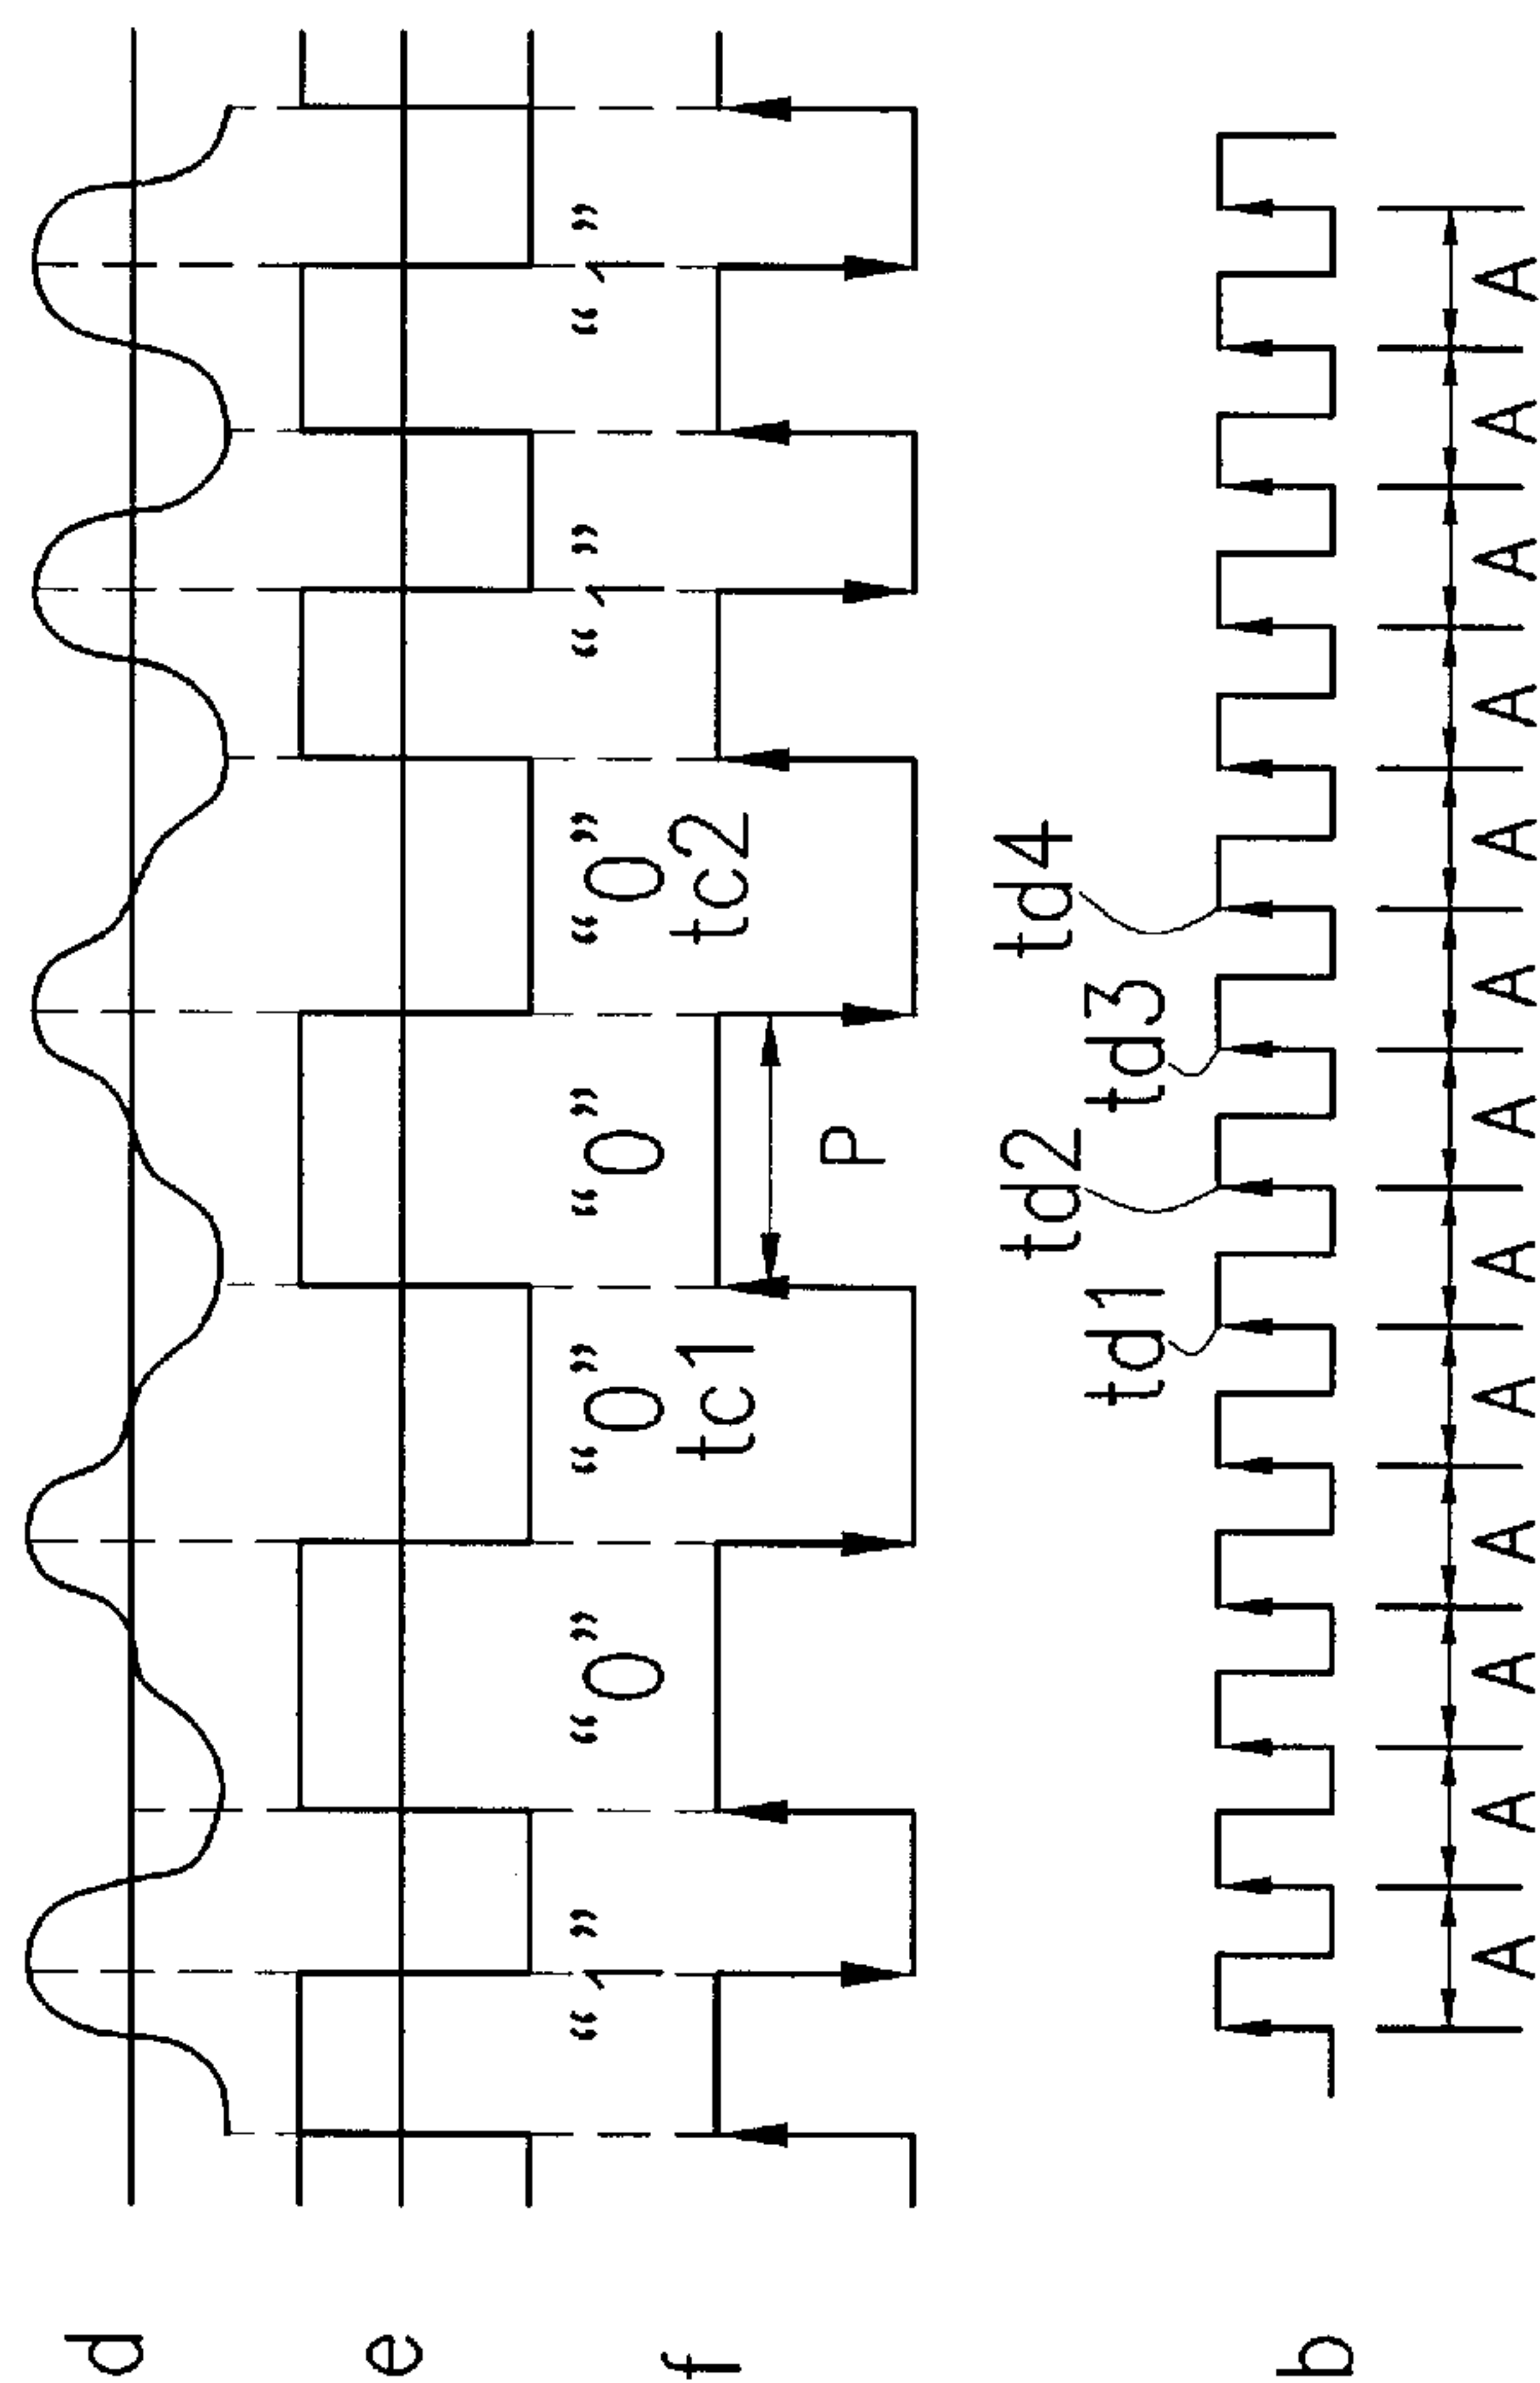 d
e
“1” “0” “0” “0” “0” “1” “1”
f tc1 tc2
P
td2 td4
td1 td3
b
A A A A A A A A A A A A A